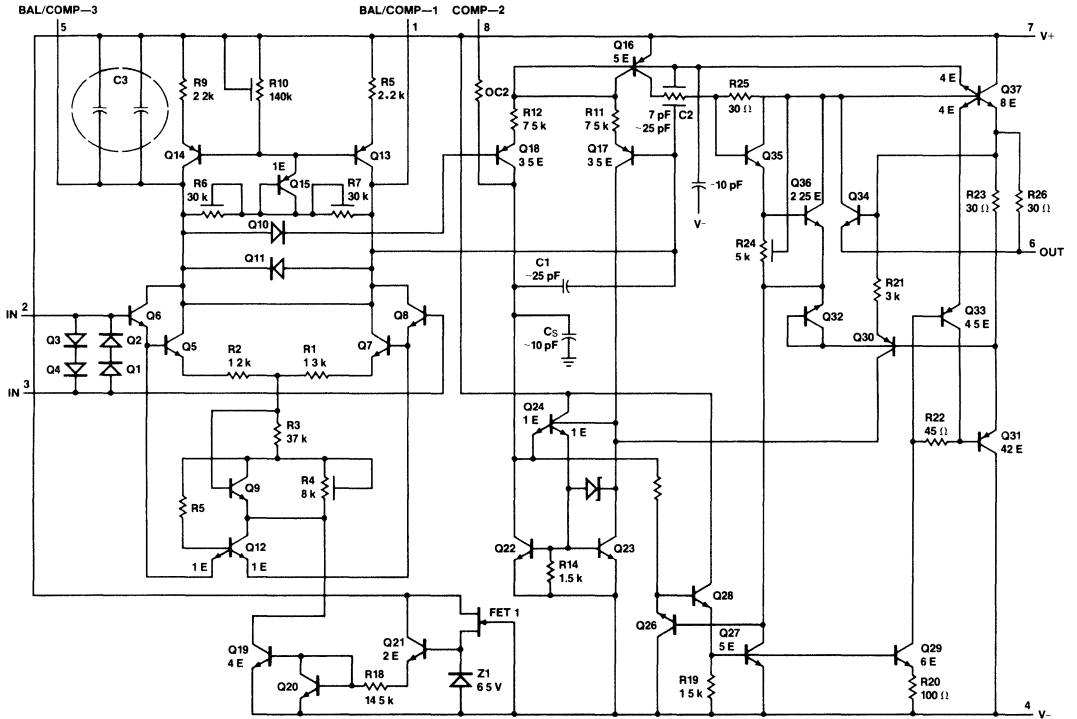 BAL/COMP—3 BAL/COMP—1 COMP—2
5 1 8 7 V+
C3
R9
2 2k
R10
140k
R5
2.2 k
OC2
Q16
5 E
R12
7 5 k
R11
7 5 k
7 pF
~25 pF
C2
R25
30 Ω
4 E
4 E
Q37
8 E
Q14
Q13
1E
Q15
R6
30 k
R7
30 k
Q18
3 5 E
Q17
3 5 E
~10 pF
V–
Q35
Q36
2 25 E
Q34
R23
30 Ω
R26
30 Ω
Q10
Q11
C1
~25 pF
R24
5 k
6
OUT
R21
3 k
IN 2
Q6
Q8
Q3
Q2
Q4
Q1
Q5
Q7
R2
1 2 k
R1
1 3 k
CS
~10 pF
Q32
Q30
Q33
4 5 E
IN 3
R3
37 k
Q24
1 E
1 E
R22
45 Ω
Q31
42 E
Q9
R4
8 k
R5
Q12
1 E
1 E
Q22
Q23
R14
1.5 k
FET 1
Q28
Q26
Q27
5 E
Q29
6 E
Q19
4 E
Q21
2 E
Q20
R18
14 5 k
Z1
6 5 V
R19
1 5 k
R20
100 Ω
4 V–